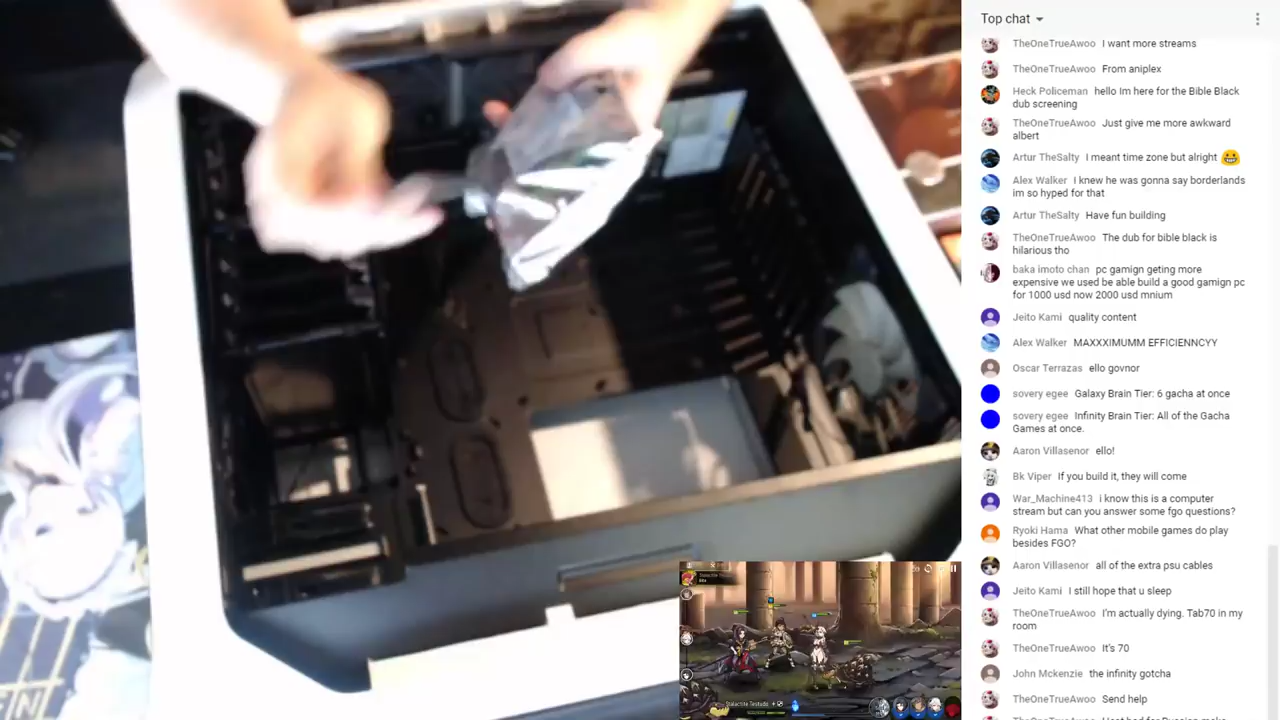 Top chat
TheOneTrueAwoo I want more streams
TheOneTrueAwoo From aniplex
Heck Policeman hello Im here for the Bible Black
dub screening
TheOneTrueAwoo Just give me more awkward
albert
Artur TheSalty I meant time zone but alright 😀
Alex Walker I knew he was gonna say borderlands
im so hyped for that
Artur TheSalty Have fun building
TheOneTrueAwoo The dub for bible black is
hilarious tho
baka imoto chan pc gamign geting more
expensive we used be able build a good gamign pc
for 1000 usd now 2000 usd mnium
Jeito Kami quality content
Alex Walker MAXXXIMUMM EFFICIENNCYY
Oscar Terrazas ello govnor
sovery egee Galaxy Brain Tier: 6 gacha at once
sovery egee Infinity Brain Tier: All of the Gacha
Games at once.
Aaron Villasenor ello!
Bk Viper If you build it, they will come
War_Machine413 i know this is a computer
stream but can you answer some fgo questions?
Ryoki Hama What other mobile games do play
besides FGO?
Aaron Villasenor all of the extra psu cables
Jeito Kami I still hope that u sleep
TheOneTrueAwoo I'm actually dying. Tab70 in my
room
TheOneTrueAwoo It's 70
John Mckenzie the infinity gotcha
TheOneTrueAwoo Send help
Stalactite Testudo